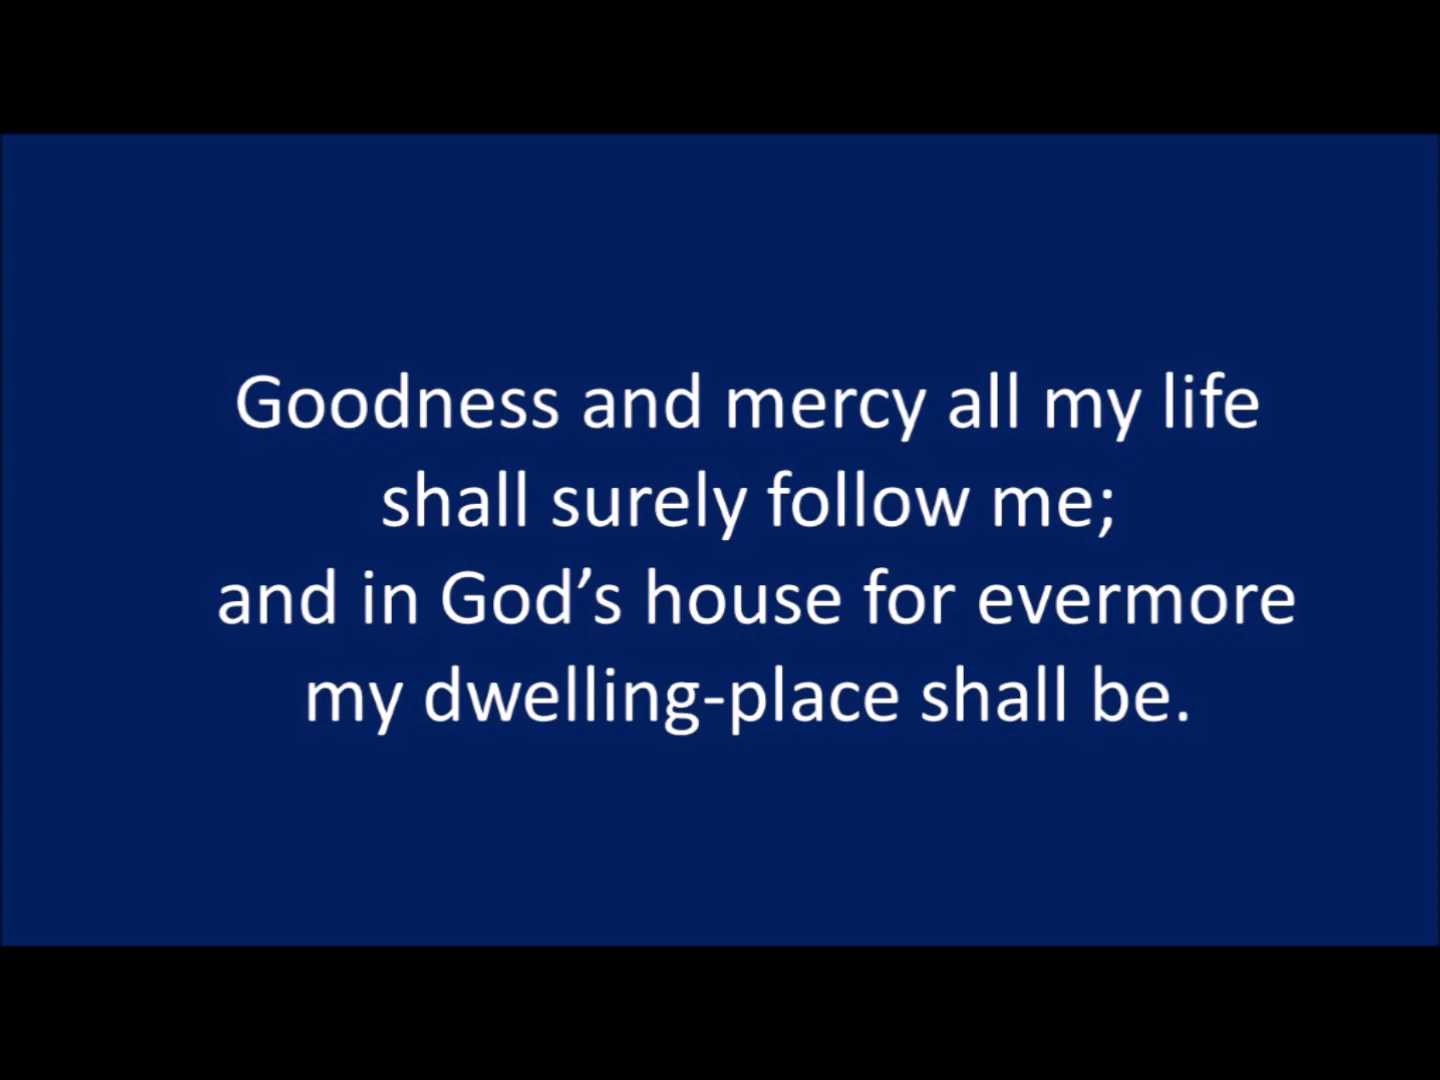 Goodness and mercy all my life
shall surely follow me;
and in God’s house for evermore
my dwelling-place shall be.